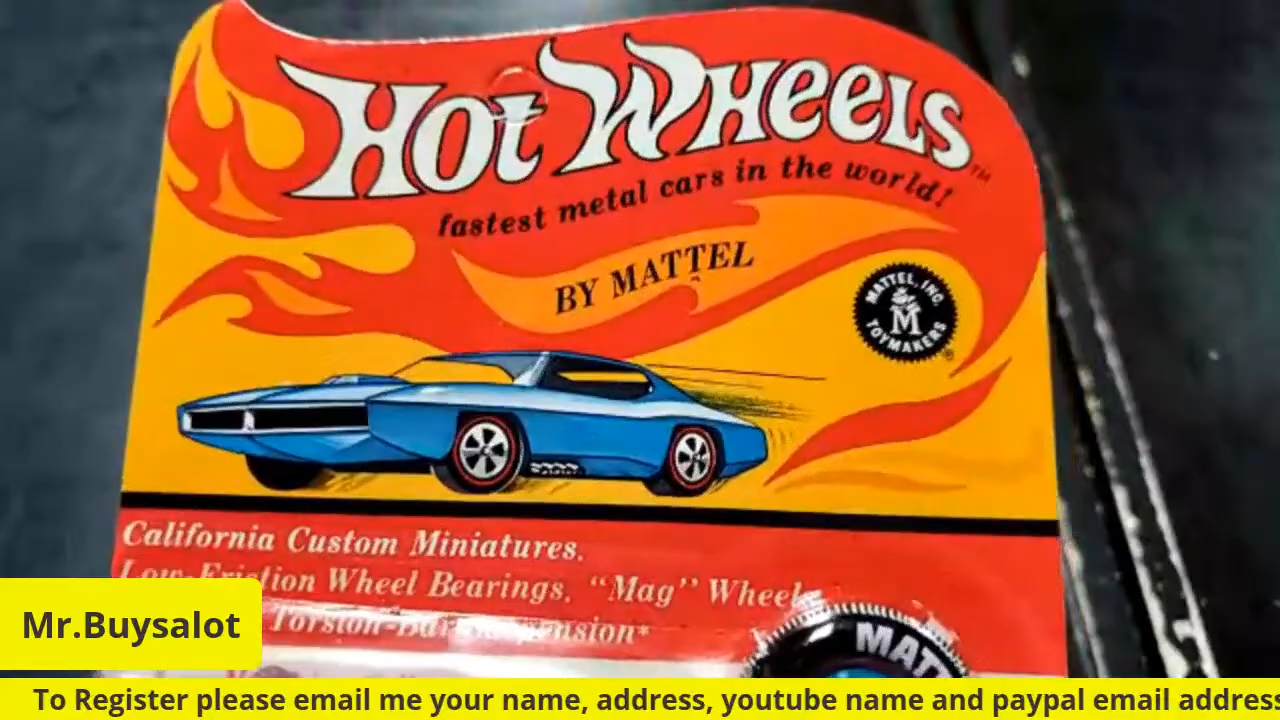 Hot Wheels™
fastest metal cars in the world!
BY MATTEL
MATTEL, INC.
M
TOYMAKERS
®
California Custom Miniatures.
Low-Friction Wheel Bearings. “Mag” Wheels
Torsion-Bar Suspension*
MATT
Mr.Buysalot
To Register please email me your name, address, youtube name and paypal email address